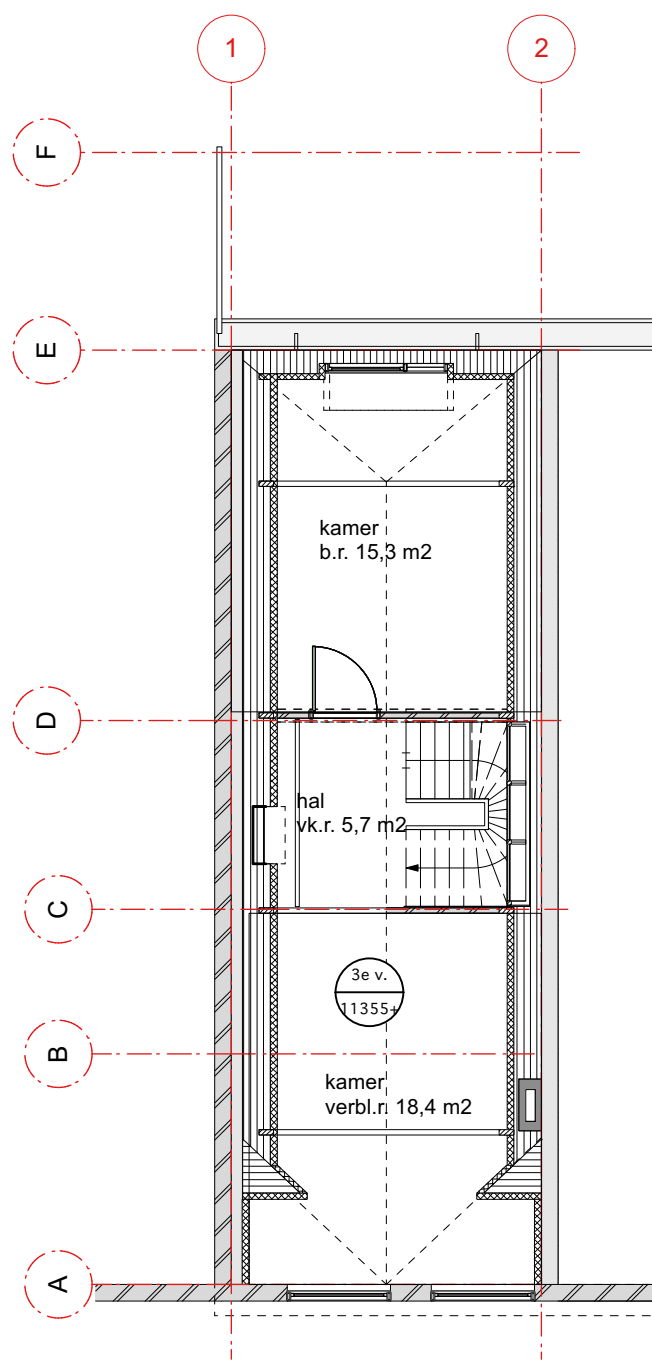 1
2
F
E
kamer
b.r. 15,3 m2
D
hal
vk.r. 5,7 m2
C
3e v.
11355+
B
kamer
verbl.r. 18,4 m2
A